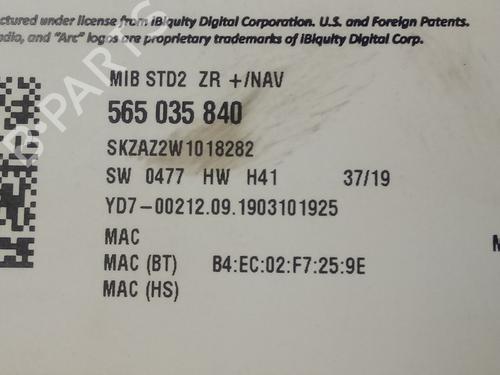 ctured under license from iBiquity Digital Corporation. U.S. and Foreign Patents.
adio, and "Arc" logos are proprietary trademarks of iBiquity Digital Corp.
MIB STD2 ZR +/NAV
565 035 840
SKZAZ2W1018282
SW 0477 HW H41 37/19
YD7-00212.09.1903101925
MAC
MAC (BT) B4:EC:02:F7:25:9E
MAC (HS)
B-PARTS